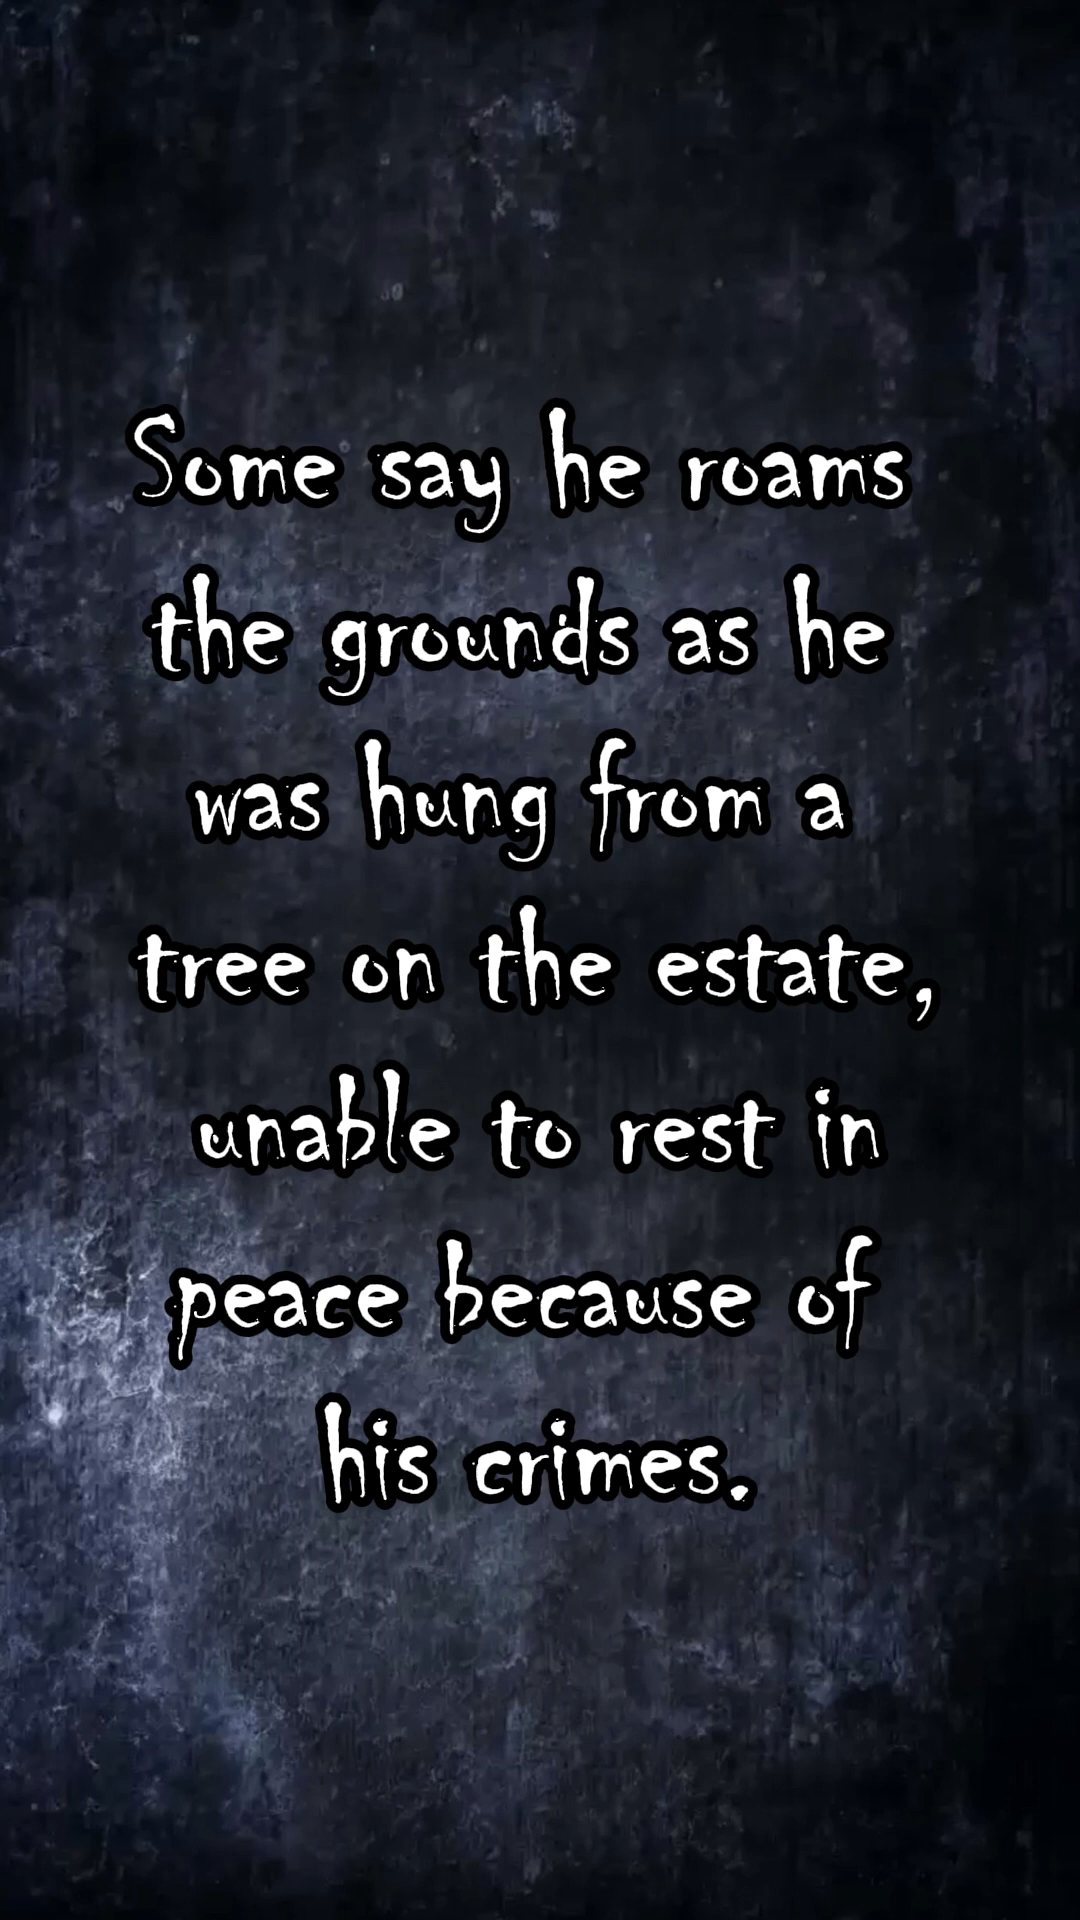 Some say he roams
the grounds as he
was hung from a
tree on the estate,
unable to rest in
peace because of
his crimes.